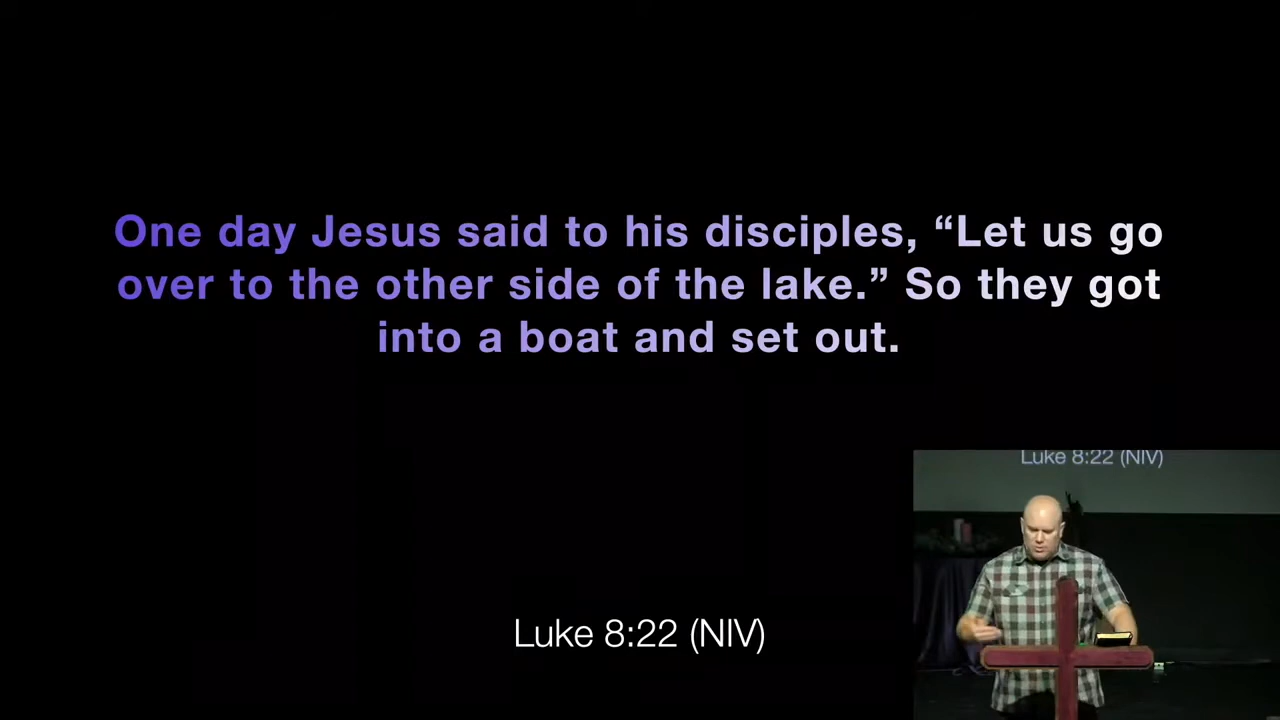 One day Jesus said to his disciples, “Let us go
over to the other side of the lake.” So they got
into a boat and set out.
Luke 8:22 (NIV)
Luke 8:22 (NIV)